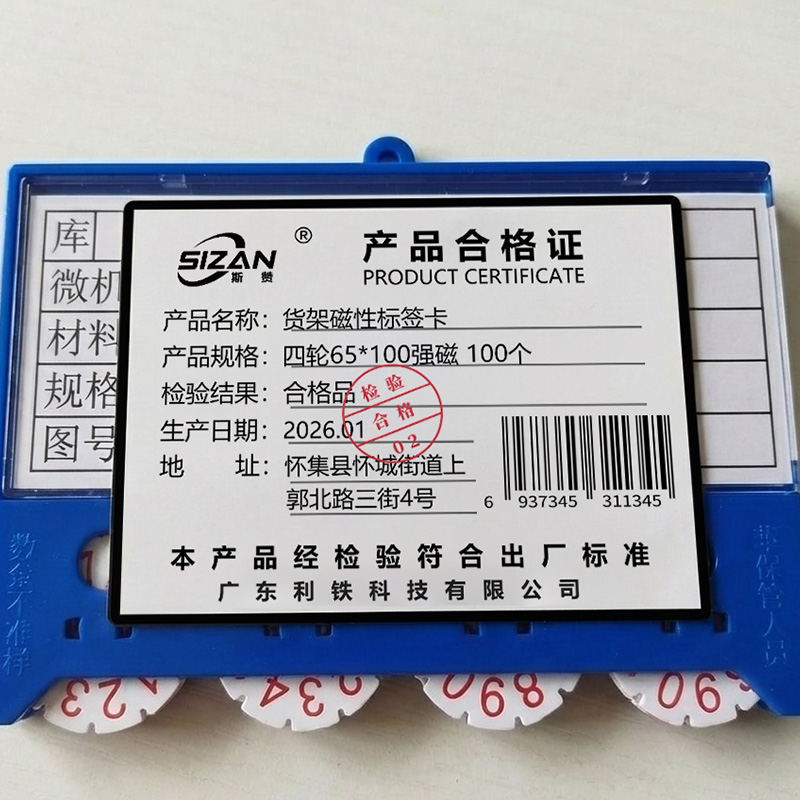 SIZAN
斯 赞
®
产品合格证
PRODUCT CERTIFICATE
产品名称：货架磁性标签卡
产品规格：四轮65*100强磁 100个
检验结果：合格品
生产日期：2026.01
地 址：怀集县怀城街道上
郭北路三街4号
检验
合格
02
6 937345 311345
本产品经检验符合出厂标准
广东利铁科技有限公司
库
微机
材料
规格
图号
123
234
890
690